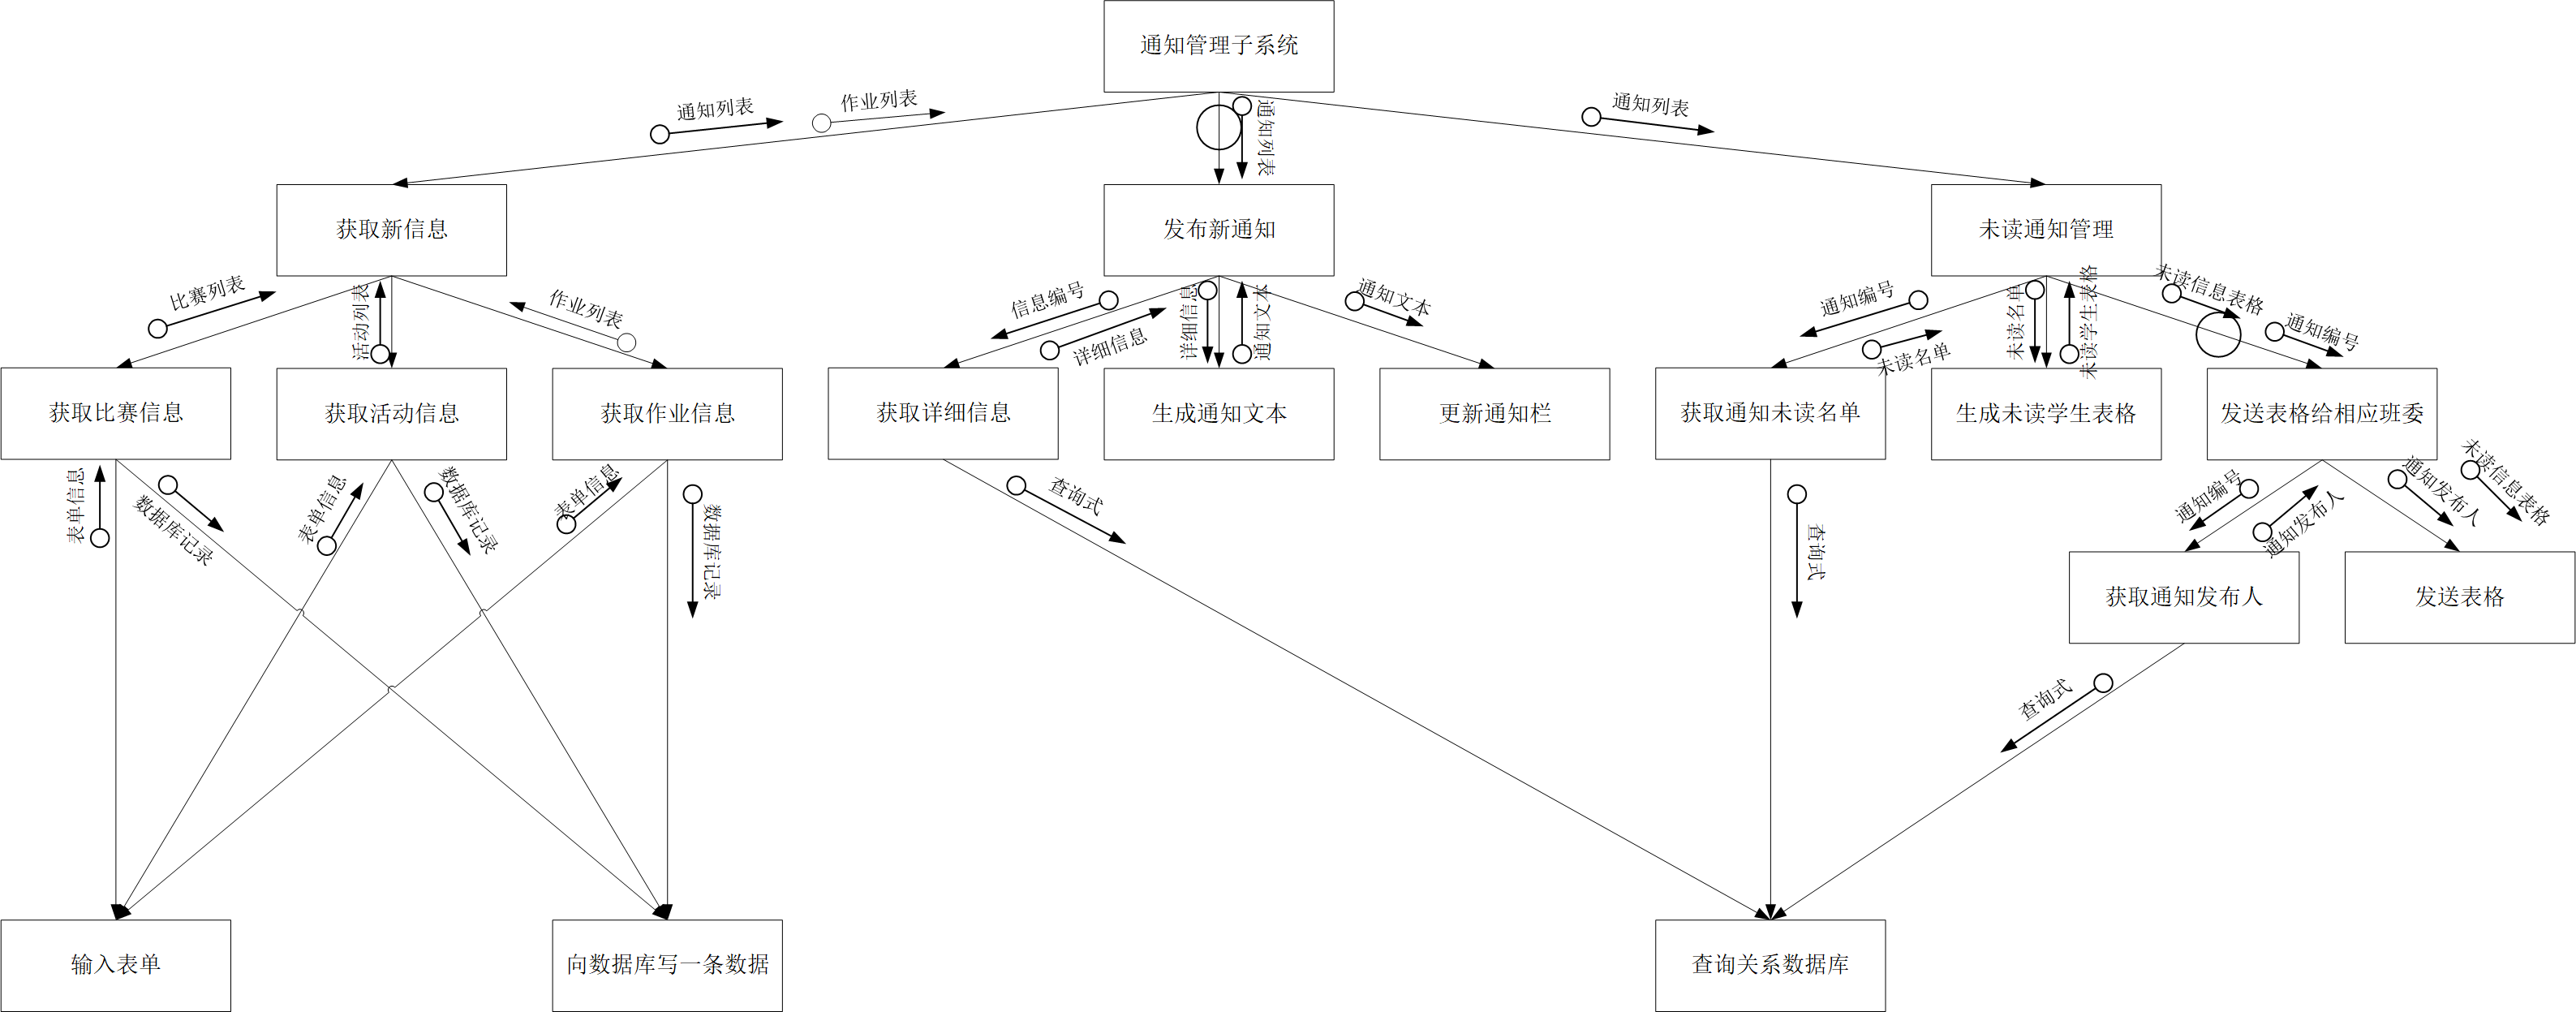 通知管理子系统
通知列表
作业列表
通知列表
通知列表
获取新信息
发布新通知
未读通知管理
比赛列表
活动列表
作业列表
信息编号
详细信息
详细信息
通知文本
通知文本
通知编号
未读名单
未读名单
未读学生表格
未读信息表格
通知编号
获取比赛信息
获取活动信息
获取作业信息
获取详细信息
生成通知文本
更新通知栏
获取通知未读名单
生成未读学生表格
发送表格给相应班委
表单信息
数据库记录
表单信息
数据库记录
表单信息
数据库记录
查询式
查询式
通知编号
通知发布人
通知发布人
未读信息表格
获取通知发布人
发送表格
查询式
输入表单
向数据库写一条数据
查询关系数据库